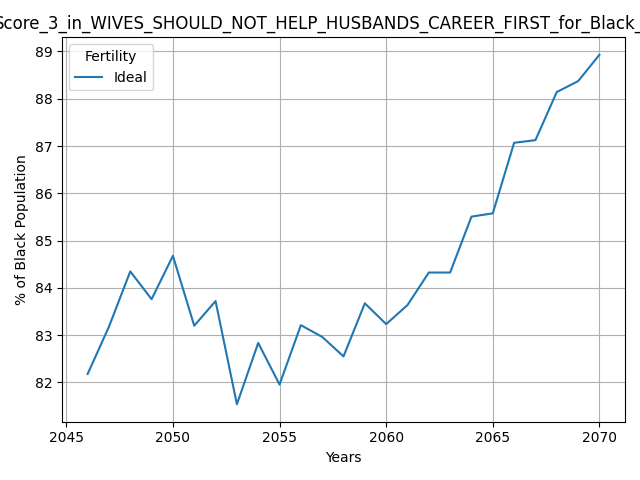 Score_3_in_WIVES_SHOULD_NOT_HELP_HUSBANDS_CAREER_FIRST_for_Black_
Fertility
Ideal
89
88
87
86
85
84
83
82
% of Black Population
2045 2050 2055 2060 2065 2070
Years